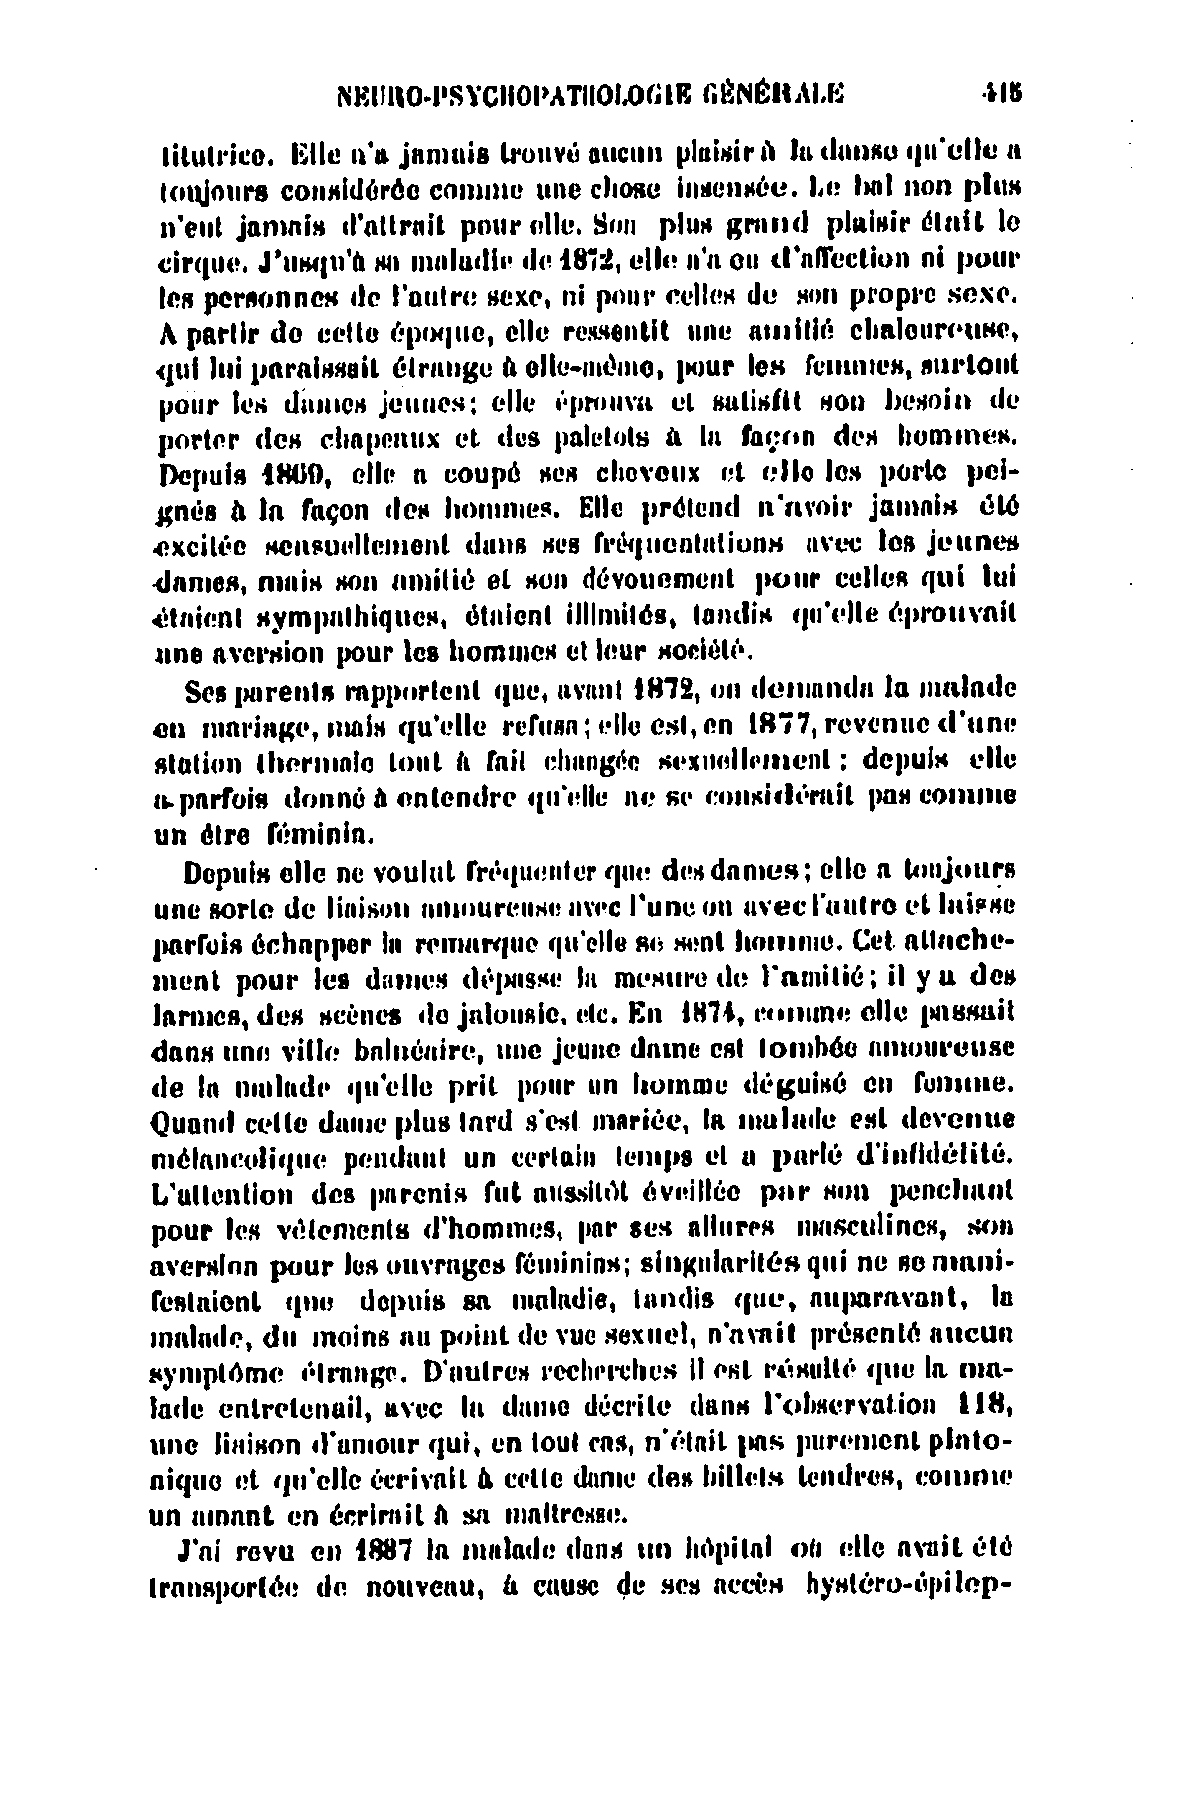 NEURO-PSYCHOPATHOLOGIE GÉNÉRALE 415
titutrice. Elle n'a jamais trouvé aucun plaisir à la danse qu'elle a
toujours considérée comme une chose insensée. Le bal non plus
n'eut jamais d'attrait pour elle. Son plus grand plaisir était le
cirque. J'usqu'à sa maladie de 1872, elle n'a eu d'affection ni pour
les personnes de l'autre sexe, ni pour celles de son propre sexe.
A partir de cette époque, elle ressentit une amitié chaleureuse,
qui lui paraissait étrange à elle-même, pour les femmes, surtout
pour les dames jeunes; elle éprouva et satisfit son besoin de
porter des chapeaux et des paletots à la façon des hommes.
Depuis 1869, elle a coupé ses cheveux et elle les porte pei-
gnés à la façon des hommes. Elle prétend n'avoir jamais été
excitée sensuellement dans ses fréquentations avec les jeunes
dames, mais son amitié et son dévouement pour celles qui lui
étaient sympathiques, étaient illimités, tandis qu'elle éprouvait
une aversion pour les hommes et leur société.
Ses parents rapportent que, avant 1872, on demanda la malade
en mariage, mais qu'elle refusa; elle est, en 1877, revenue d'une
station thermale tout à fait changée sexuellement; depuis elle
a parfois donné à entendre qu'elle ne se considérait pas comme
un être féminin.
Depuis elle ne voulut fréquenter que des dames; elle a toujours
une sorte de liaison amoureuse avec l'une ou avec l'autre et laisse
parfois échapper la remarque qu'elle se sent homme. Cet attache-
ment pour les dames dépasse la mesure de l'amitié; il y a des
larmes, des scènes de jalousie, etc. En 1874, comme elle passait
dans une ville balnéaire, une jeune dame est tombée amoureuse
de la malade qu'elle prit pour un homme déguisé en femme.
Quand cette dame plus tard s'est mariée, la malade est devenue
mélancolique pendant un certain temps et a parlé d'infidélité.
L'attention des parents fut aussitôt éveillée par son penchant
pour les vêtements d'hommes, par ses allures masculines, son
aversion pour les ouvrages féminins; singularités qui ne se mani-
festaient que depuis sa maladie, tandis que, auparavant, la
malade, du moins au point de vue sexuel, n'avait présenté aucun
symptôme étrange. D'autres recherches il est résulté que la ma-
lade entretenait, avec la dame décrite dans l'observation 118,
une liaison d'amour qui, en tout cas, n'était pas purement plato-
nique et qu'elle écrivait à cette dame des billets tendres, comme
un amant en écrirait à sa maîtresse.
J'ai revu en 1887 la malade dans un hôpital où elle avait été
transportée de nouveau, à cause de ses accès hystéro-épilep-